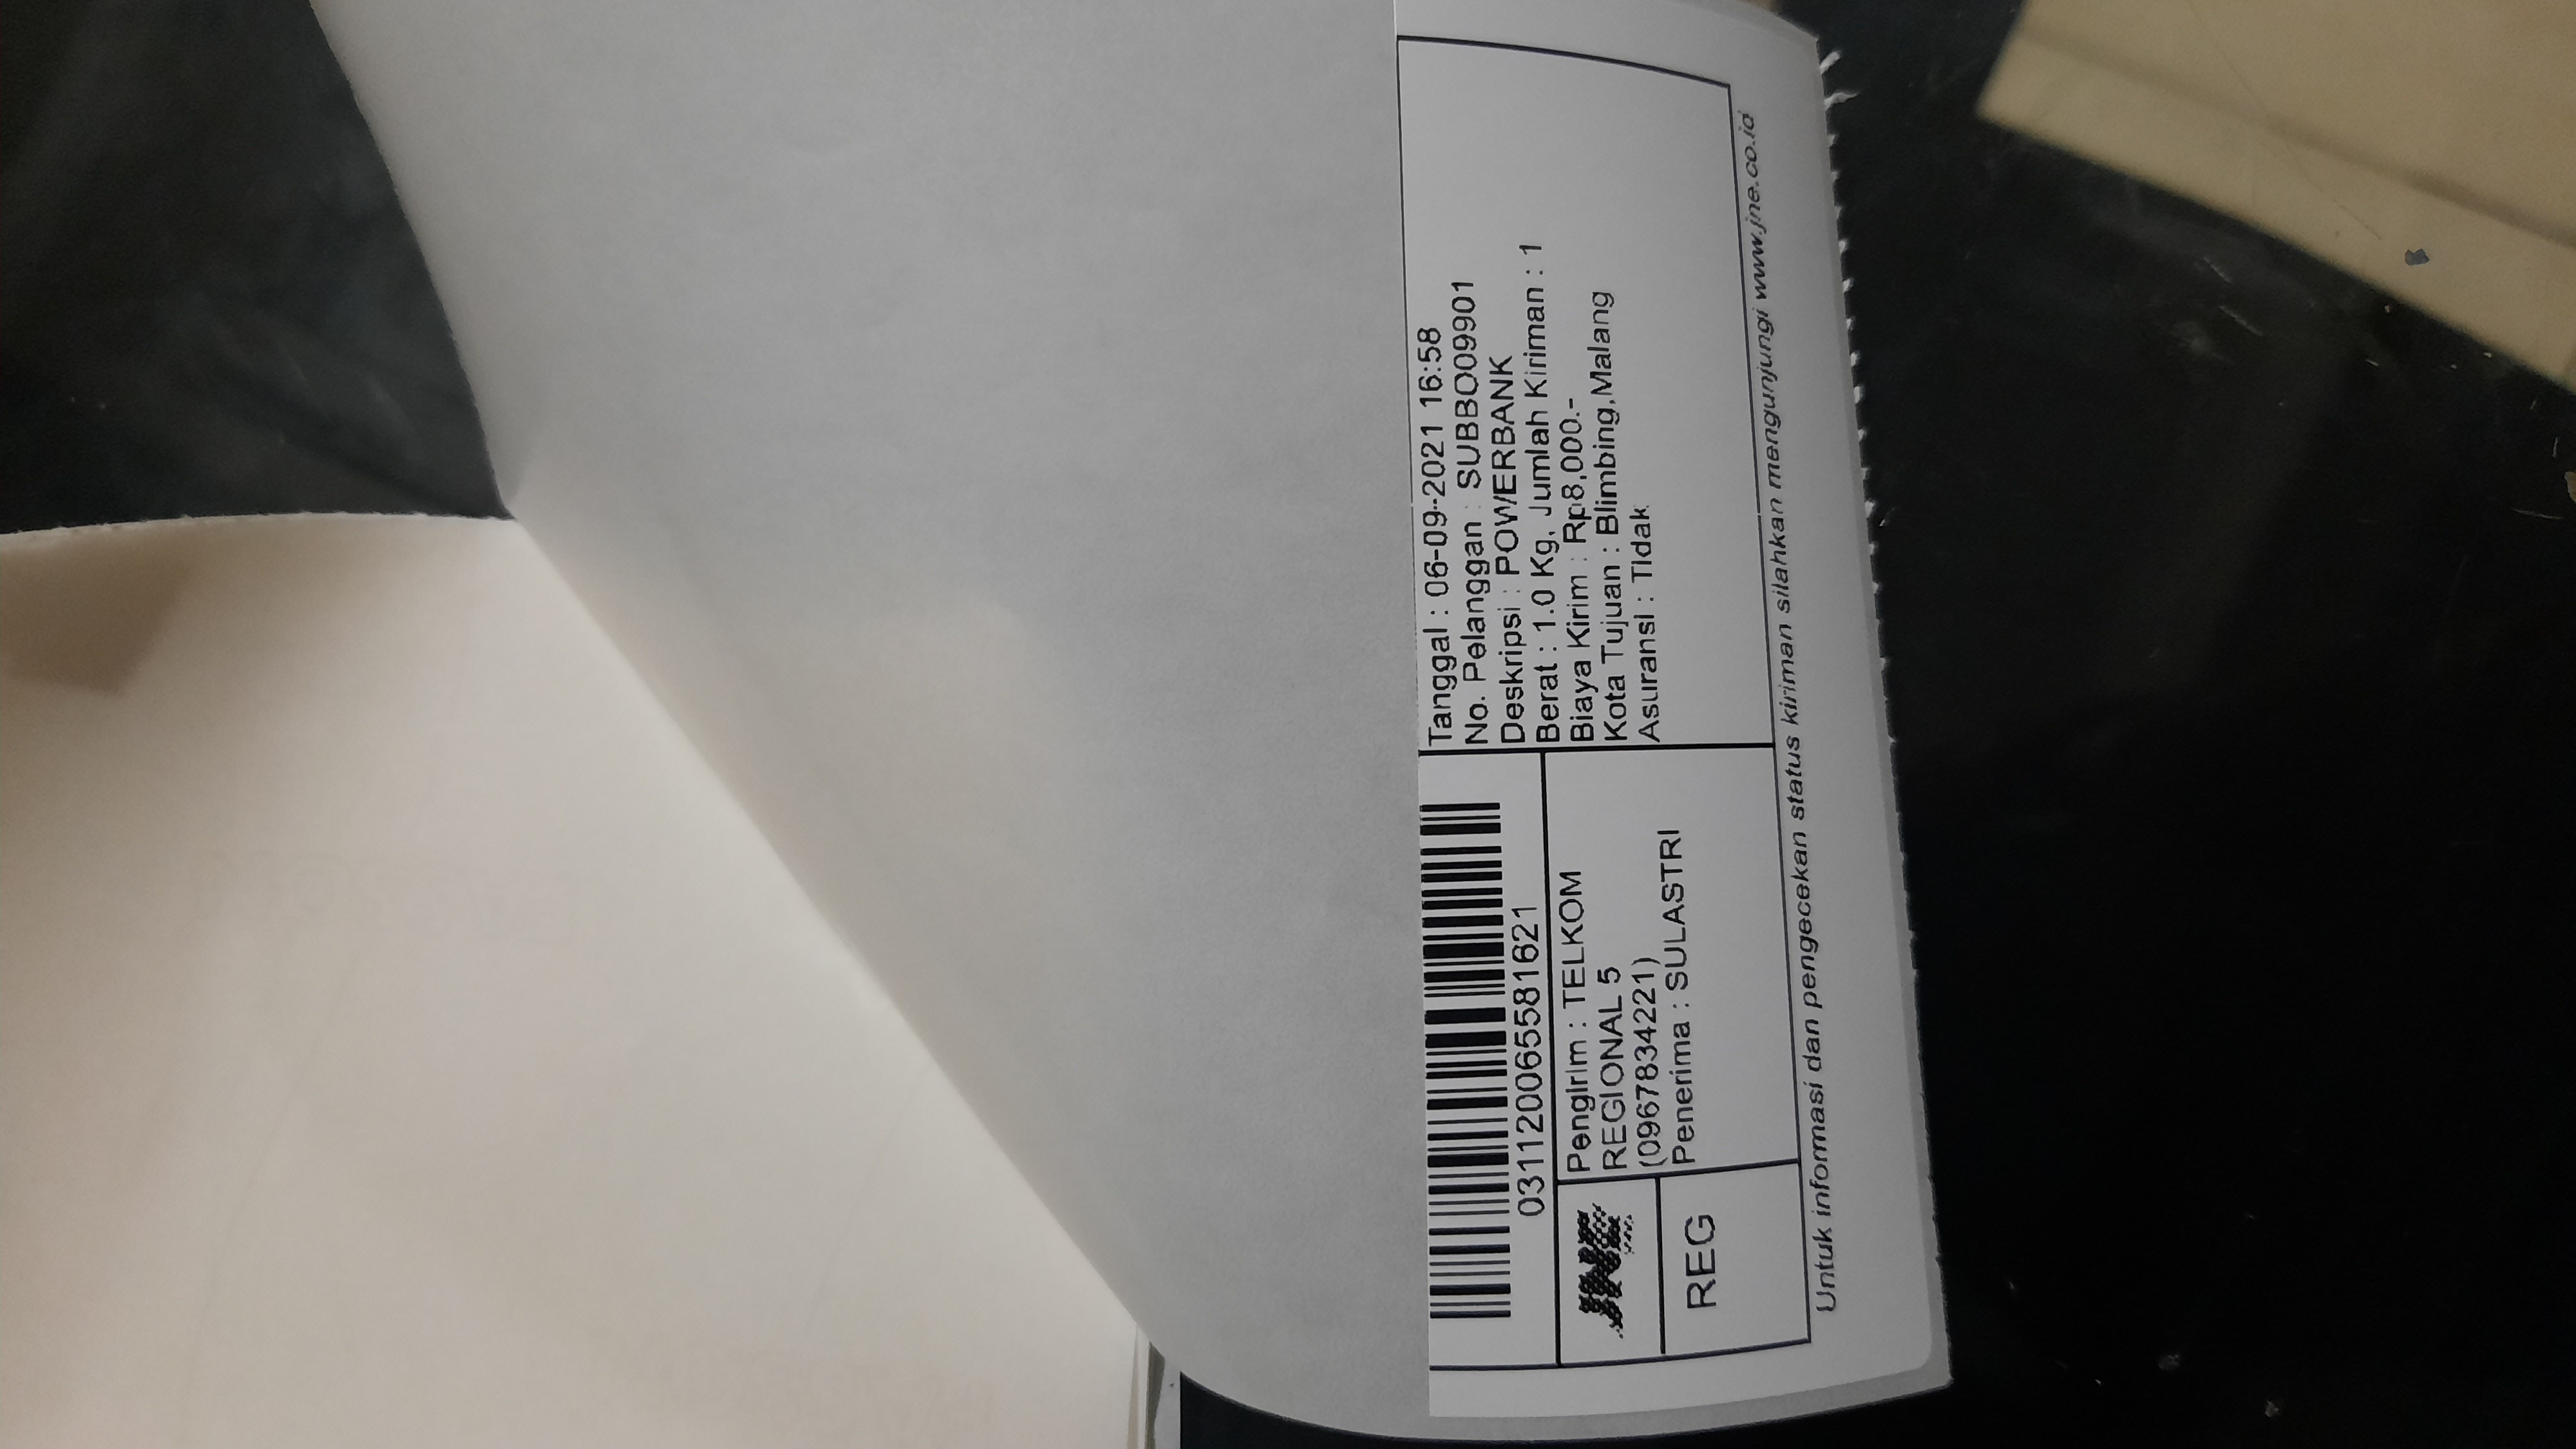 031120065581621
JNE
REG
Pengirim : TELKOM
REGIONAL 5
(0967834221)
Penerima : SULASTRI
Tanggal : 06-09-2021 16:58
No. Pelanggan : SUBBO09901
Deskripsi : POWERBANK
Berat : 1.0 Kg, Jumlah Kiriman : 1
Biaya Kirim : Rp8,000.-
Kota Tujuan : Blimbing,Malang
Asuransi : Tidak
Untuk informasi dan pengecekan status kiriman silahkan mengunjungi www.jne.co.id